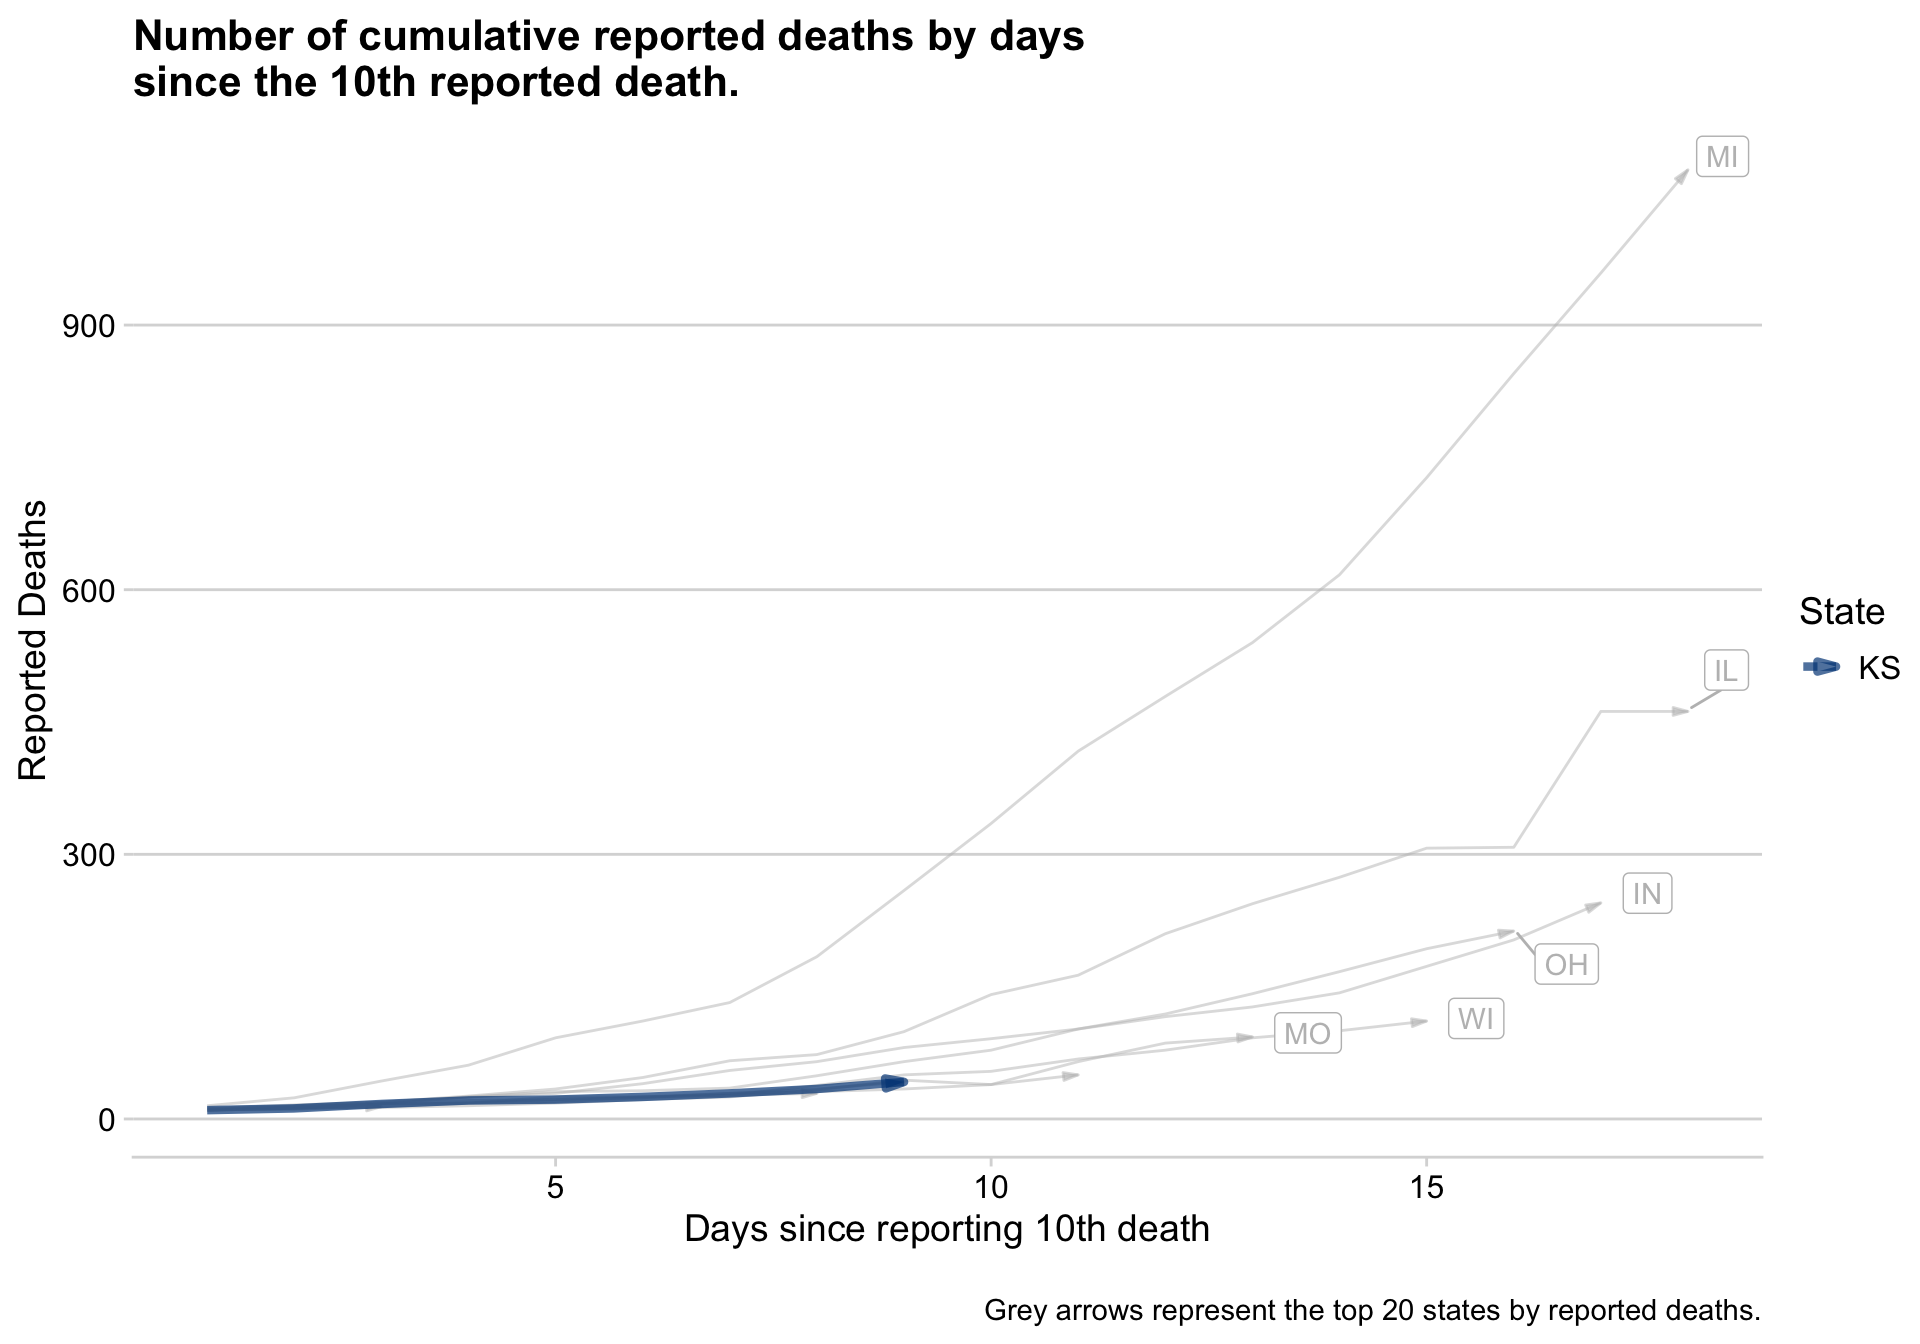 Number of cumulative reported deaths by days
since the 10th reported death.
MI
900
600
State
IL
KS
Reported Deaths
300
IN
OH
WI
MO
0
5
10
15
Days since reporting 10th death
Grey arrows represent the top 20 states by reported deaths.